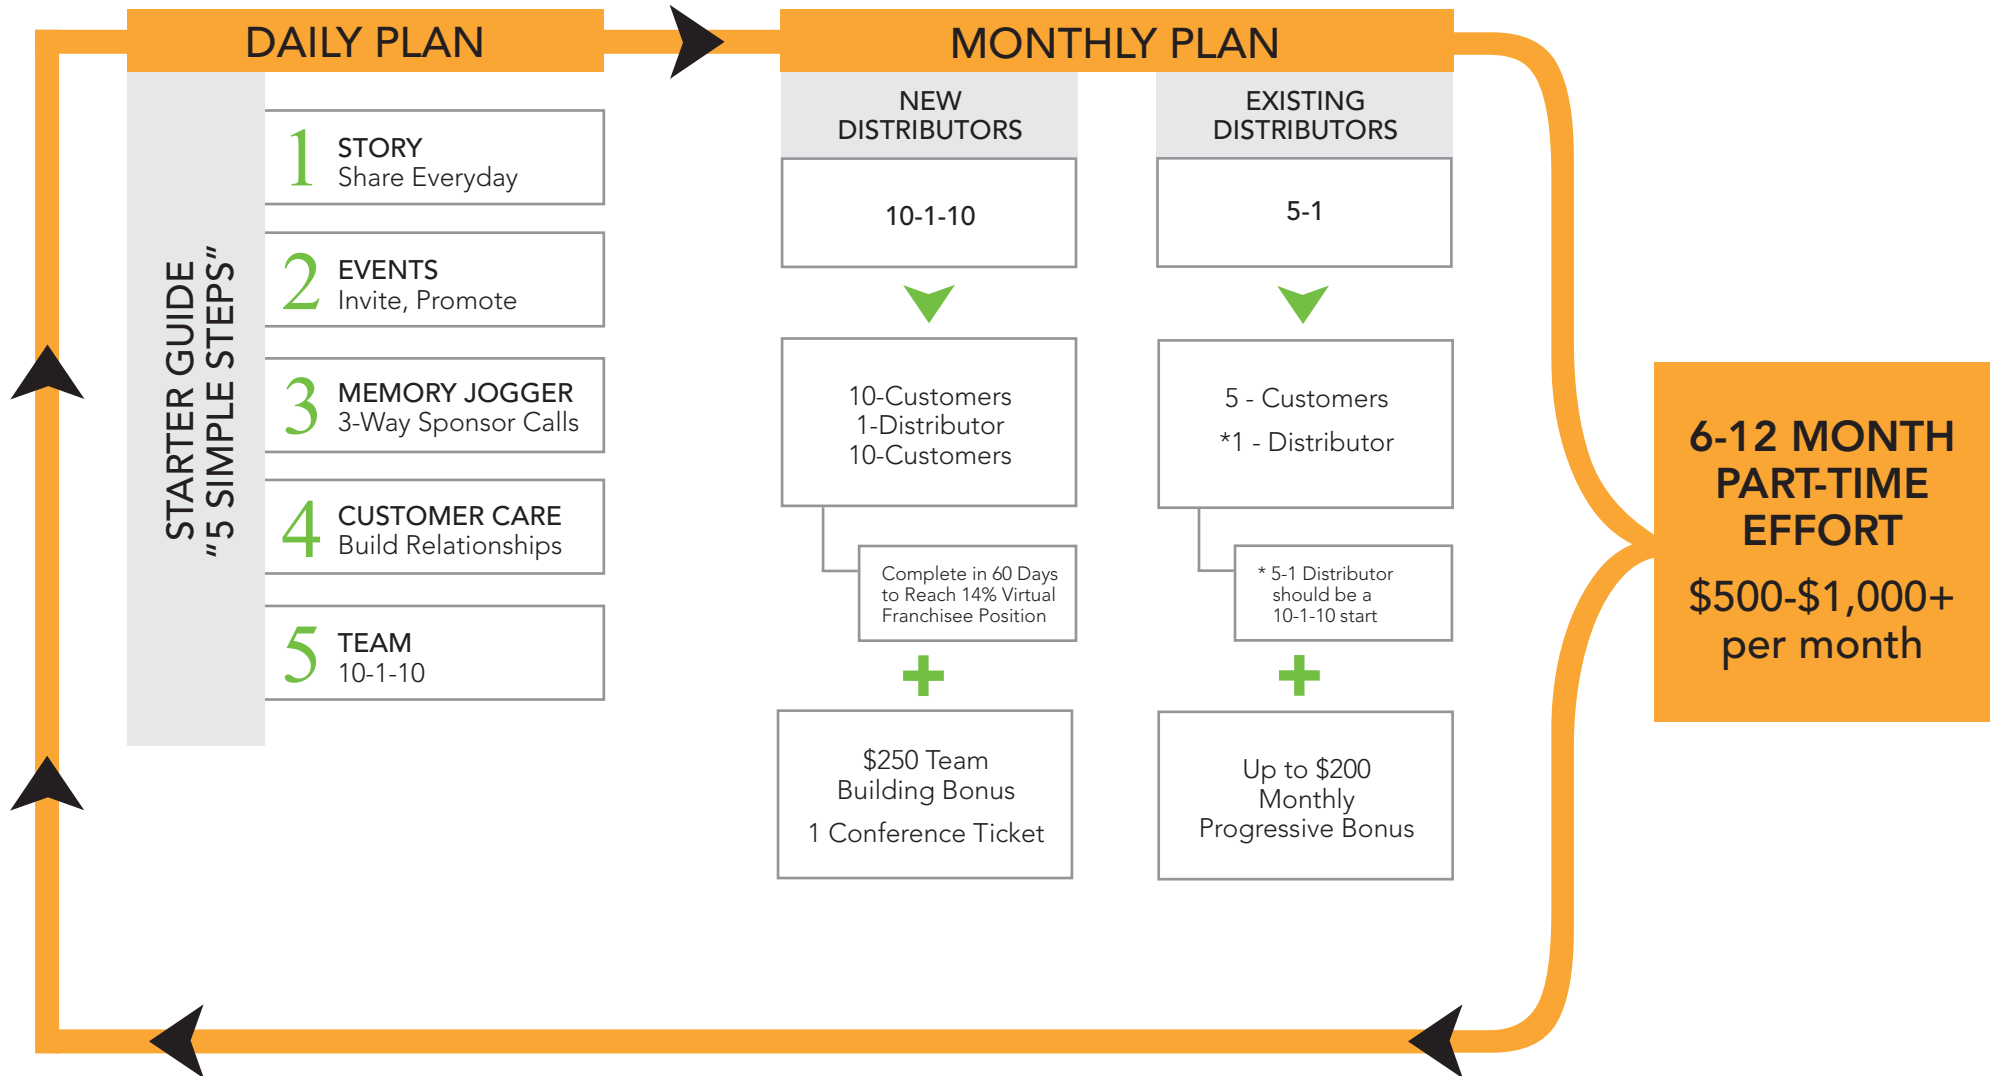 DAILY PLAN
STARTER GUIDE
"5 SIMPLE STEPS"
1
STORY
Share Everyday
2
EVENTS
Invite, Promote
3
MEMORY JOGGER
3-Way Sponsor Calls
4
CUSTOMER CARE
Build Relationships
5
TEAM
10-1-10
MONTHLY PLAN
NEW
DISTRIBUTORS
10-1-10
10-Customers
1-Distributor
10-Customers
Complete in 60 Days
to Reach 14% Virtual
Franchisee Position
+
$250 Team
Building Bonus
1 Conference Ticket
EXISTING
DISTRIBUTORS
5-1
5 - Customers
*1 - Distributor
* 5-1 Distributor
should be a
10-1-10 start
+
Up to $200
Monthly
Progressive Bonus
6-12 MONTH
PART-TIME
EFFORT
$500-$1,000+
per month